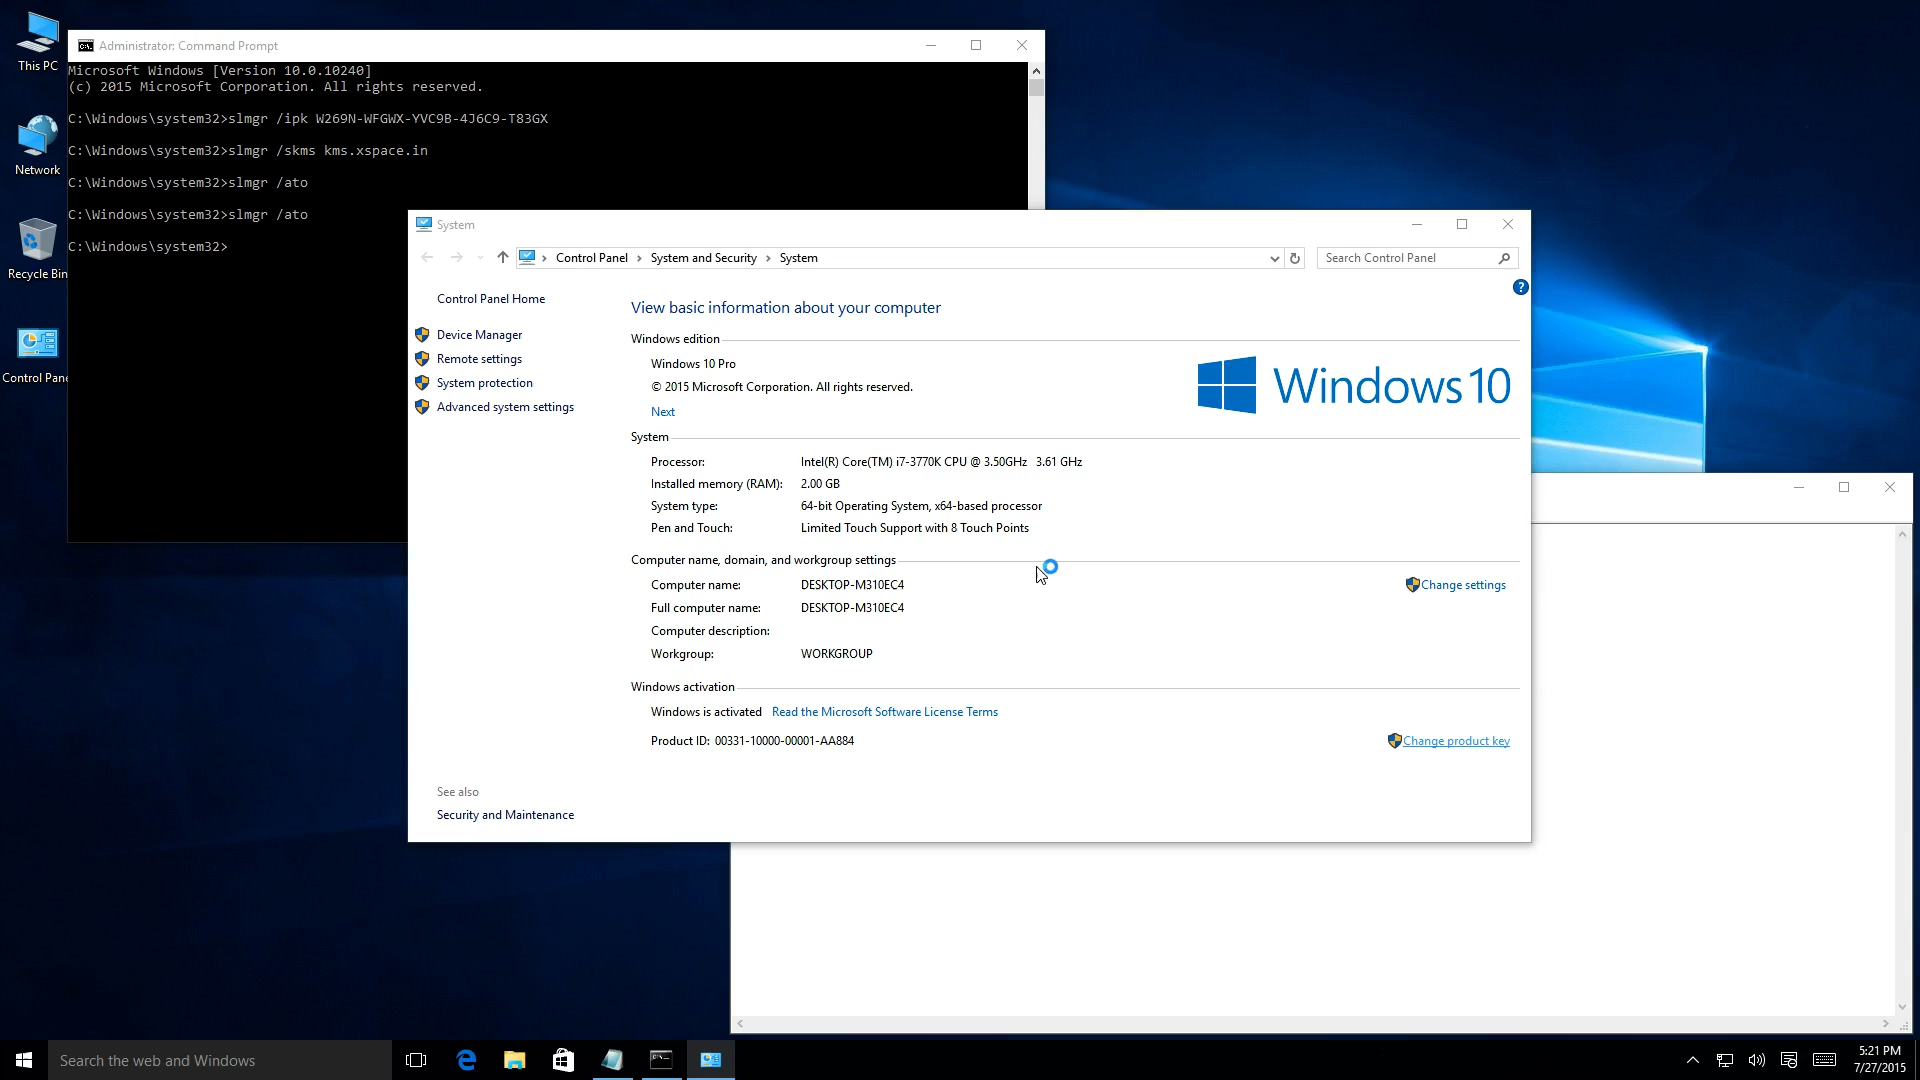 This PC
Network
Recycle Bin
Control Pane
Administrator: Command Prompt
Microsoft Windows [Version 10.0.10240]
(c) 2015 Microsoft Corporation. All rights reserved.
C:\Windows\system32>slmgr /ipk W269N-WFGWX-YVC9B-4J6C9-T83GX
C:\Windows\system32>slmgr /skms kms.xspace.in
C:\Windows\system32>slmgr /ato
C:\Windows\system32>slmgr /ato
C:\Windows\system32>
System
Control Panel > System and Security > System
Search Control Panel
Control Panel Home
Device Manager
Remote settings
System protection
Advanced system settings
See also
Security and Maintenance
View basic information about your computer
Windows edition
Windows 10 Pro
© 2015 Microsoft Corporation. All rights reserved.
Next
Windows 10
System
Processor: Intel(R) Core(TM) i7-3770K CPU @ 3.50GHz 3.61 GHz
Installed memory (RAM): 2.00 GB
System type: 64-bit Operating System, x64-based processor
Pen and Touch: Limited Touch Support with 8 Touch Points
Computer name, domain, and workgroup settings
Computer name: DESKTOP-M310EC4
Change settings
Full computer name: DESKTOP-M310EC4
Computer description:
Workgroup: WORKGROUP
Windows activation
Windows is activated Read the Microsoft Software License Terms
Product ID: 00331-10000-00001-AA884
Change product key
Search the web and Windows
5:21 PM
7/27/2015